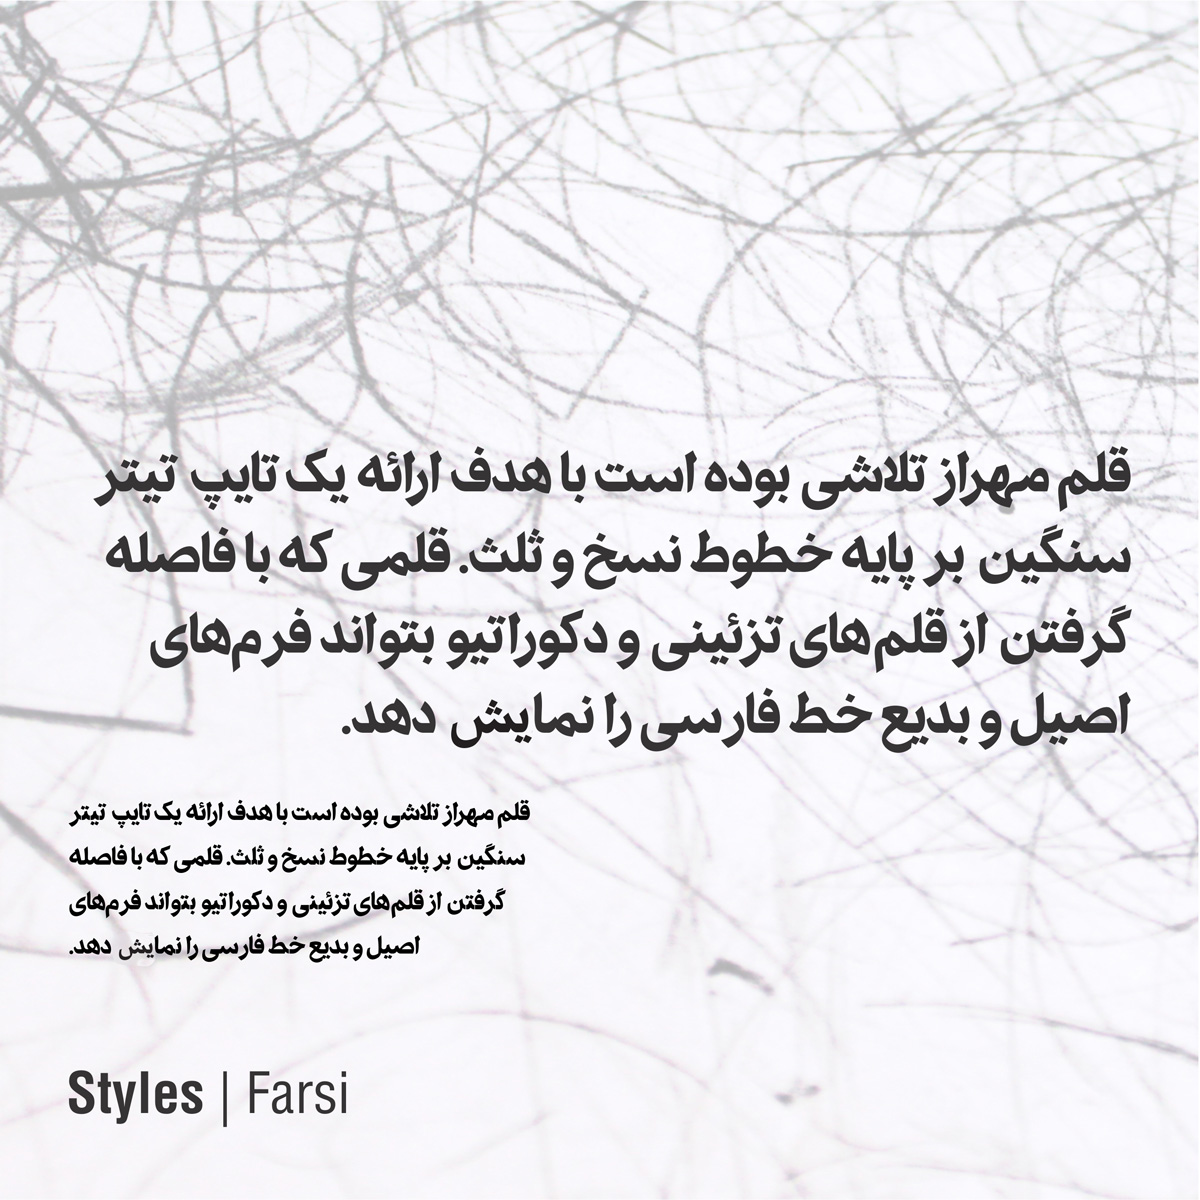 قلم مهراز تلاشی بوده است با هدف ارائه یک تایپ تیتر
سنگین بر پایه خطوط نسخ و ثلث. قلمی که با فاصله
گرفتن از قلم‌های تزئینی و دکوراتیو بتواند فرم‌های
اصیل و بدیع خط فارسی را نمایش دهد.
قلم مهراز تلاشی بوده است با هدف ارائه یک تایپ تیتر
سنگین بر پایه خطوط نسخ و ثلث. قلمی که با فاصله
گرفتن از قلم‌های تزئینی و دکوراتیو بتواند فرم‌های
اصیل و بدیع خط فارسی را نمایش دهد.
Styles | Farsi